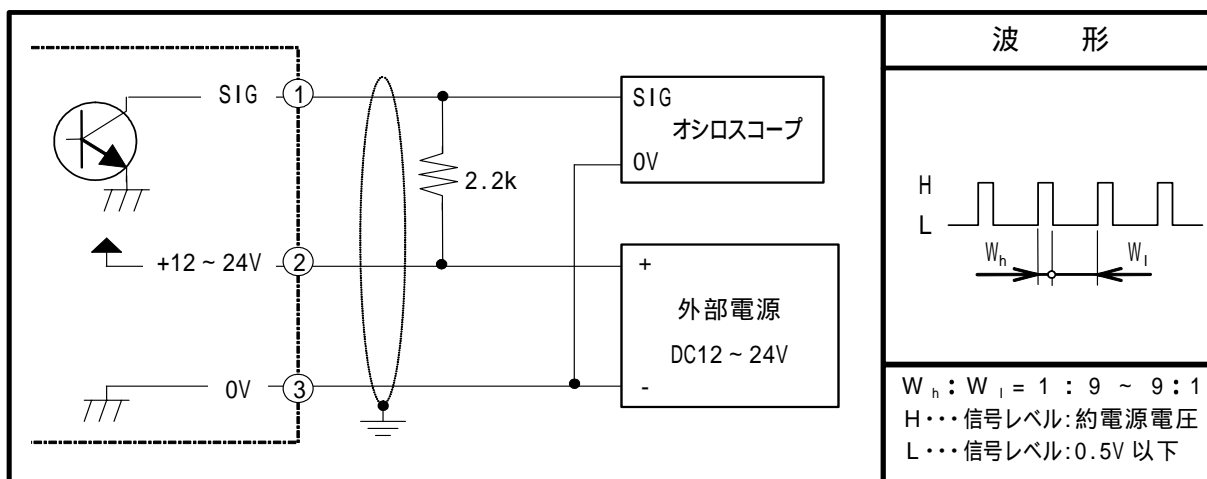 波 形
SIG
1
SIG
オシロスコープ
0V
2.2k
+12～24V
2
+
外部電源
DC12～24V
-
0V
3
H
L
Wh
Wl
Wh:Wl=1:9 ~ 9:1
H･･･信号レベル:約電源電圧
L･･･信号レベル:0.5V以下